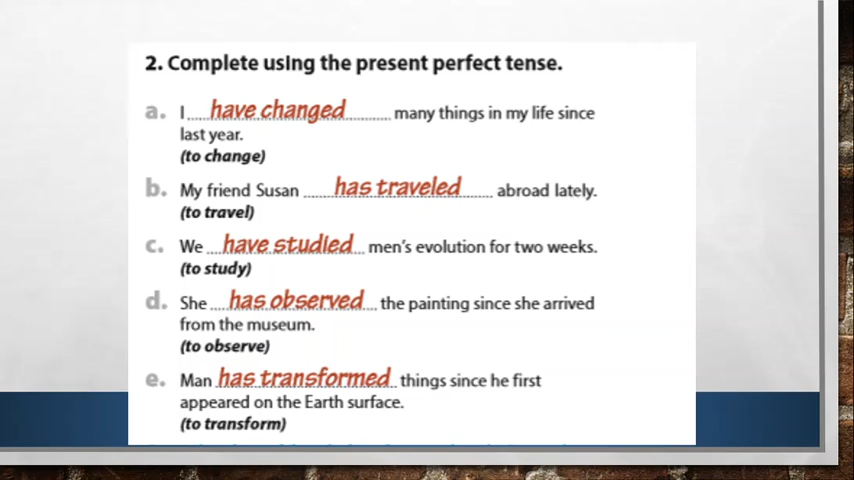 2. Complete using the present perfect tense.
a. I ... have changed ... many things in my life since
last year.
(to change)
b. My friend Susan ... has traveled ... abroad lately.
(to travel)
c. We ... have studied ... men's evolution for two weeks.
(to study)
d. She ... has observed ... the painting since she arrived
from the museum.
(to observe)
e. Man has transformed things since he first
appeared on the Earth surface.
(to transform)